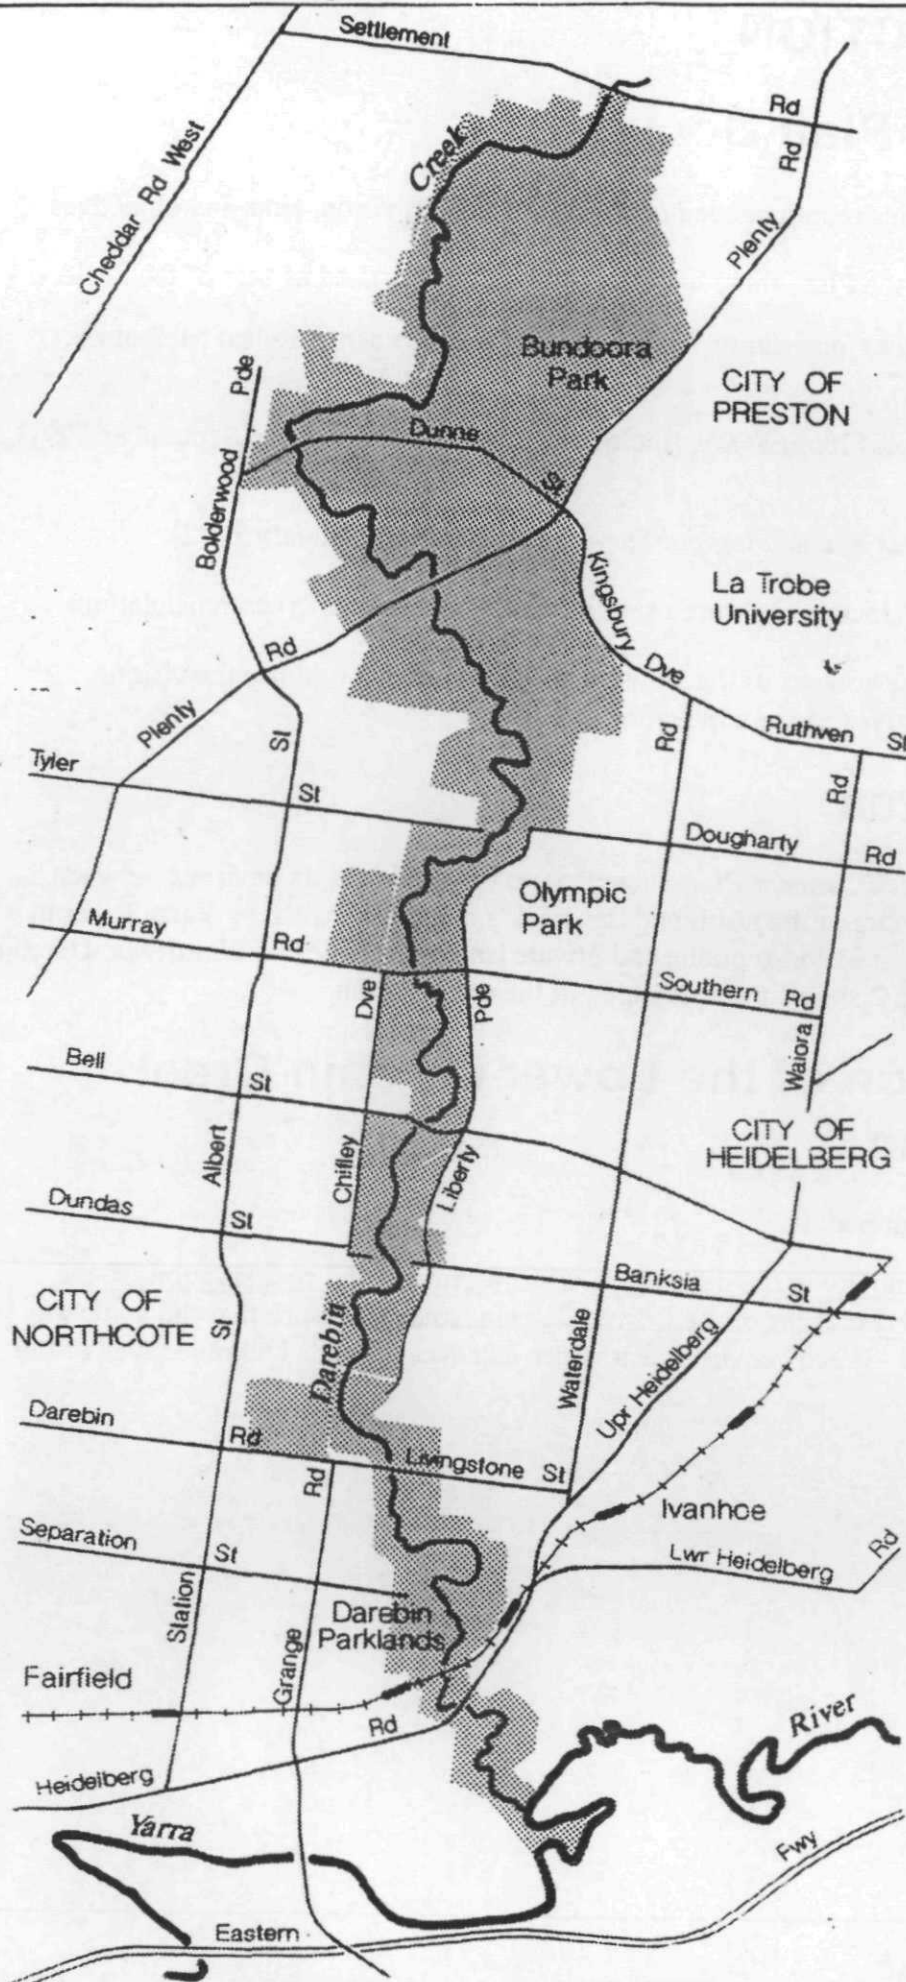 Settlement
Rd
Rd
Cheddar Rd West
Creek
Plenty
Bundoora
Park
CITY OF
PRESTON
Pde
Dunne
St
Bolderwood
Kingsbury
Dve
La Trobe
University
Rd
Plenty
St
Rd
Ruthven
St
Rd
Tyler
St
Dougharty
Rd
Olympic
Park
Murray
Rd
Dve
Pde
Southern
Rd
Waiora
Bell
St
Albert
Chifley
Liberty
CITY OF
HEIDELBERG
Dundas
St
Banksia
St
CITY OF
NORTHCOTE
St
Darebin
Waterdale
Upr Heidelberg
Darebin
Rd
Rd
Livingstone
St
Ivanhoe
Separation
St
Lwr Heidelberg
Rd
Station
Darebin
Parklands
Grange
Fairfield
Rd
River
Heidelberg
Yarra
Fwy
Eastern